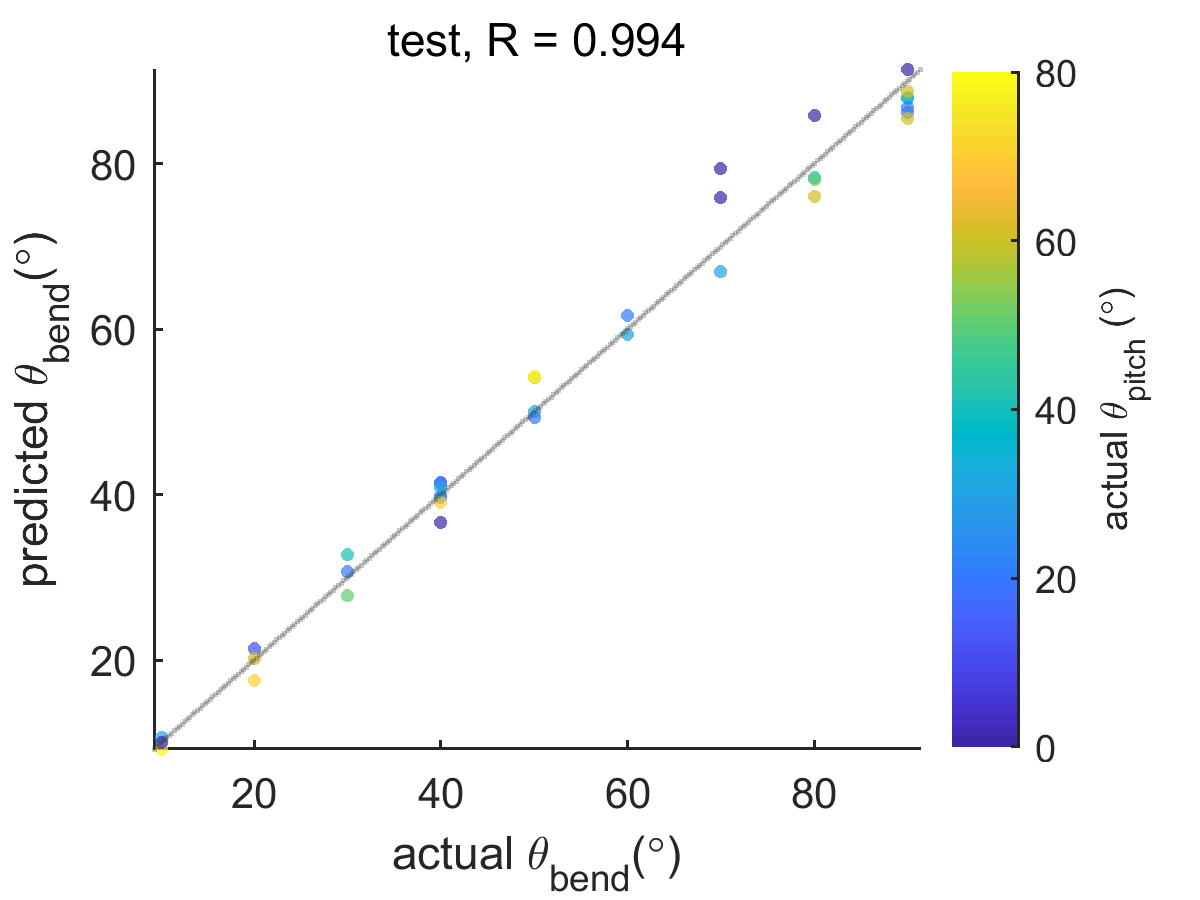 test, R = 0.994
predicted θbend(°)
80
60
40
20
20 40 60 80
actual θbend(°)
80
60
40
20
0
actual θpitch (°)